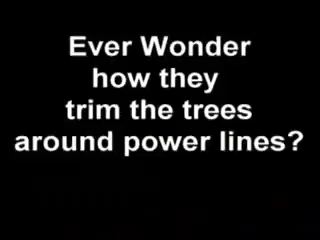 Ever Wonder
how they
trim the trees
around power lines?